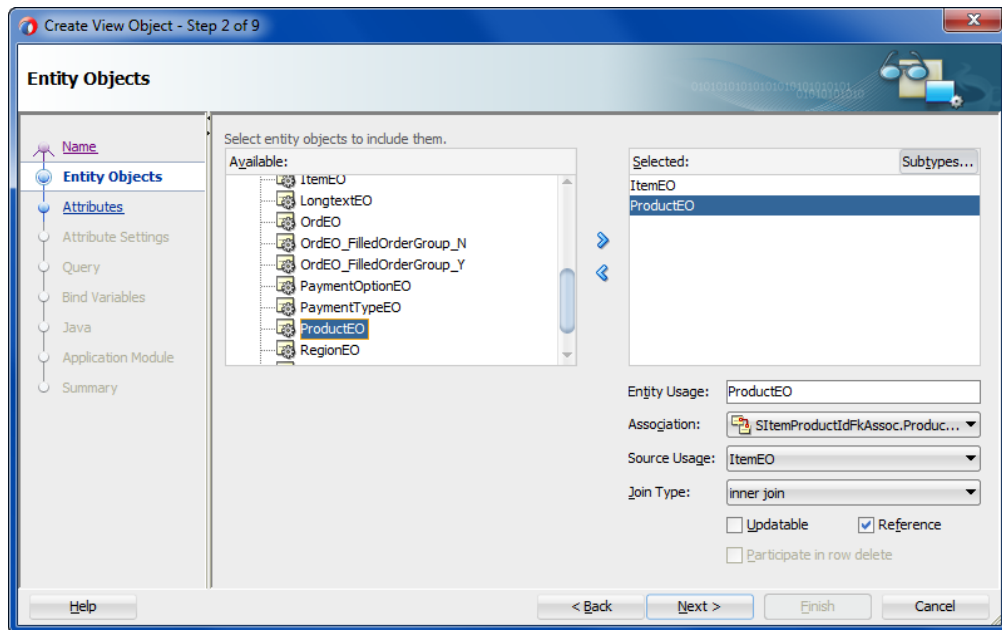 Create View Object - Step 2 of 9
Entity Objects
Name
Entity Objects
Attributes
Attribute Settings
Query
Bind Variables
Java
Application Module
Summary
Select entity objects to include them.
Available:
ItemEO
LongtextEO
OrdEO
OrdEO_FilledOrderGroup_N
OrdEO_FilledOrderGroup_Y
PaymentOptionEO
PaymentTypeEO
ProductEO
RegionEO
Selected:
Subtypes...
ItemEO
ProductEO
Entity Usage: ProductEO
Association: SItemProductIdFkAssoc.Produc...
Source Usage: ItemEO
Join Type: inner join
Updatable Reference
Participate in row delete
Help < Back Next > Finish Cancel